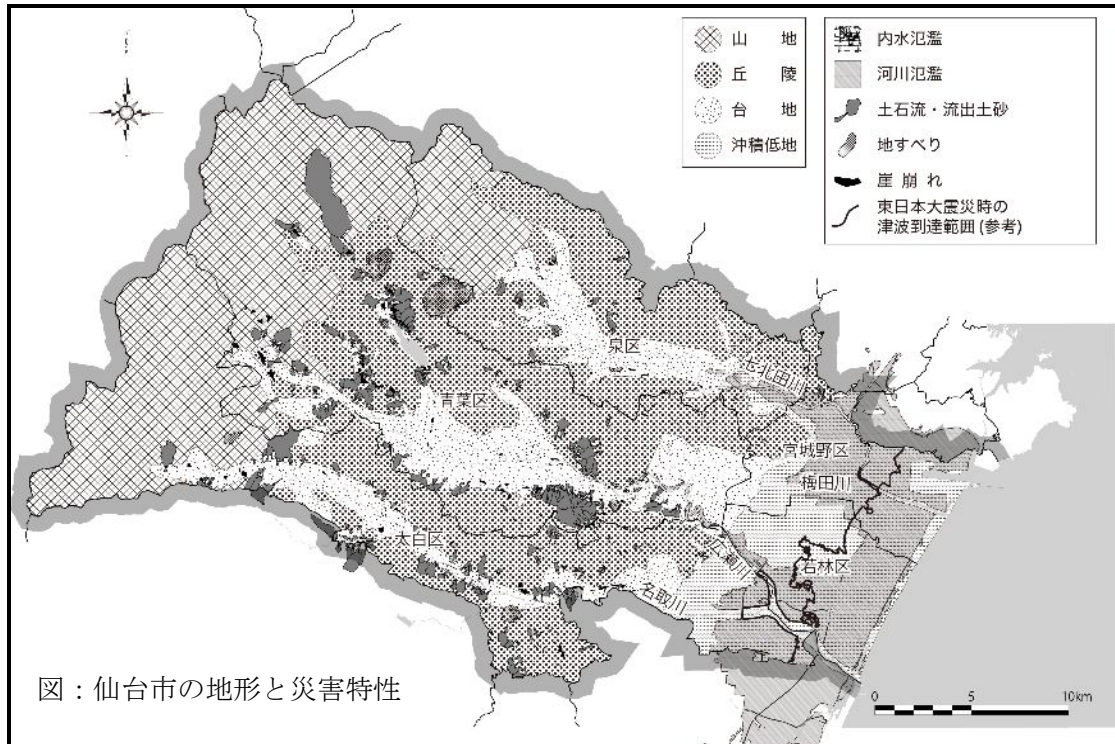 山　地
丘　陵
台　地
沖積低地
内水氾濫
河川氾濫
土石流・流出土砂
地すべり
崖 崩 れ
東日本大震災時の
津波到達範囲(参考)
泉区
七北田川
青葉区
宮城野区
梅田川
太白区
広瀬川
若林区
名取川
図：仙台市の地形と災害特性
0 5 10km